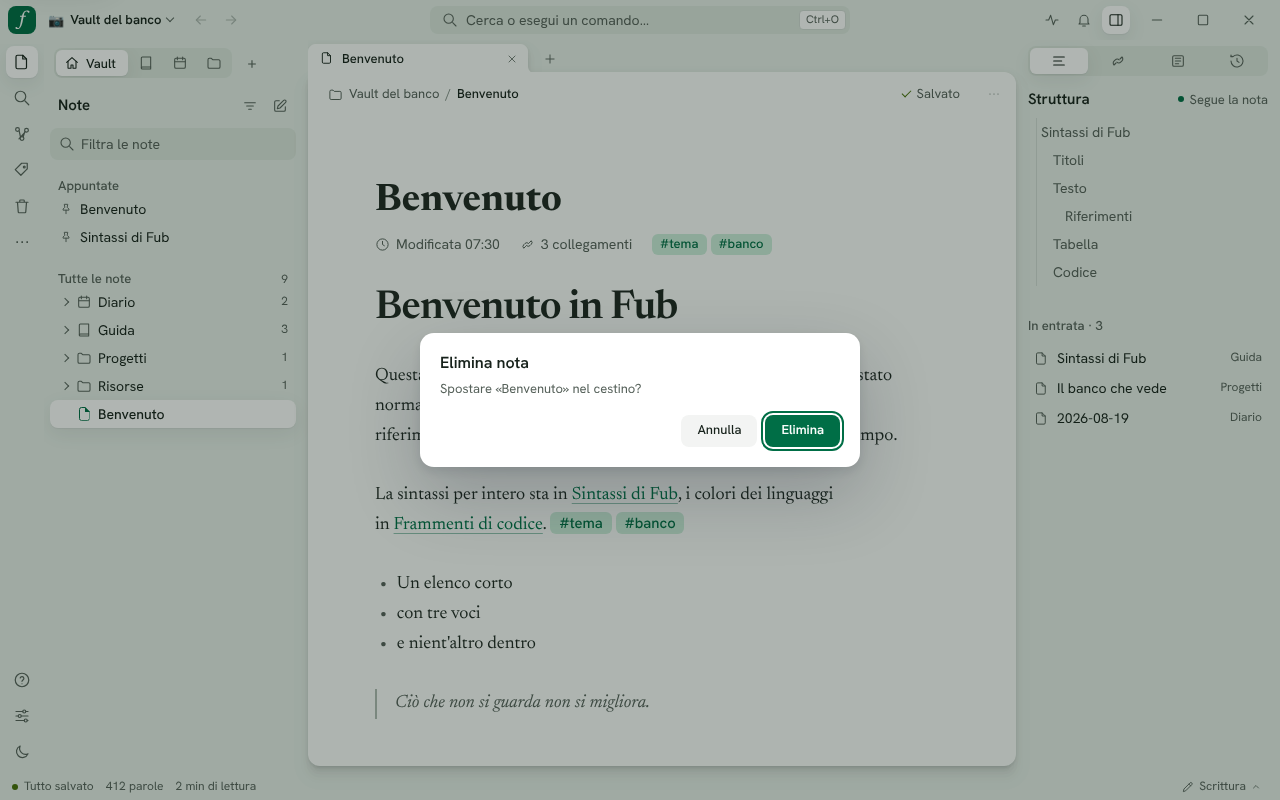 f
Vault del banco
Cerca o esegui un comando...
Ctrl+O
Vault
Note
Filtra le note
Appuntate
Benvenuto
Sintassi di Fub
Tutte le note 9
Diario 2
Guida 3
Progetti 1
Risorse 1
Benvenuto
Benvenuto
Vault del banco / Benvenuto
Salvato
Benvenuto
Modificata 07:30
3 collegamenti
#tema
#banco
Benvenuto in Fub
Questa
stato
norma
riferim
mpo.
Elimina nota
Spostare «Benvenuto» nel cestino?
Annulla
Elimina
La sintassi per intero sta in Sintassi di Fub, i colori dei linguaggi
in Frammenti di codice. #tema #banco
• Un elenco corto
• con tre voci
• e nient'altro dentro
Ciò che non si guarda non si migliora.
Struttura
Segue la nota
Sintassi di Fub
Titoli
Testo
Riferimenti
Tabella
Codice
In entrata · 3
Sintassi di Fub Guida
Il banco che vede Progetti
2026-08-19 Diario
Tutto salvato
412 parole
2 min di lettura
Scrittura